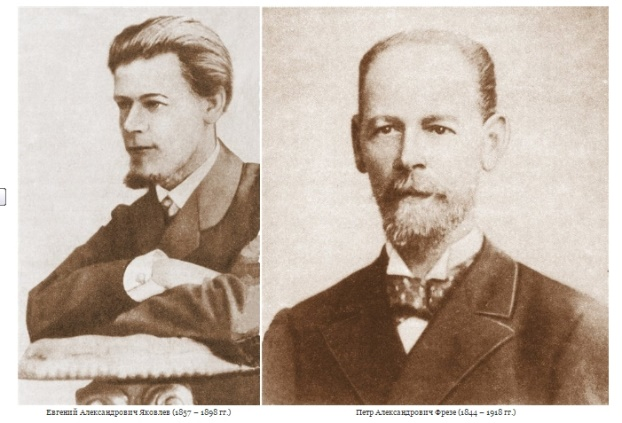 Евгений Александрович Яковлев (1857 – 1898 гг.)
Петр Александрович Фрезе (1844 – 1918 гг.)